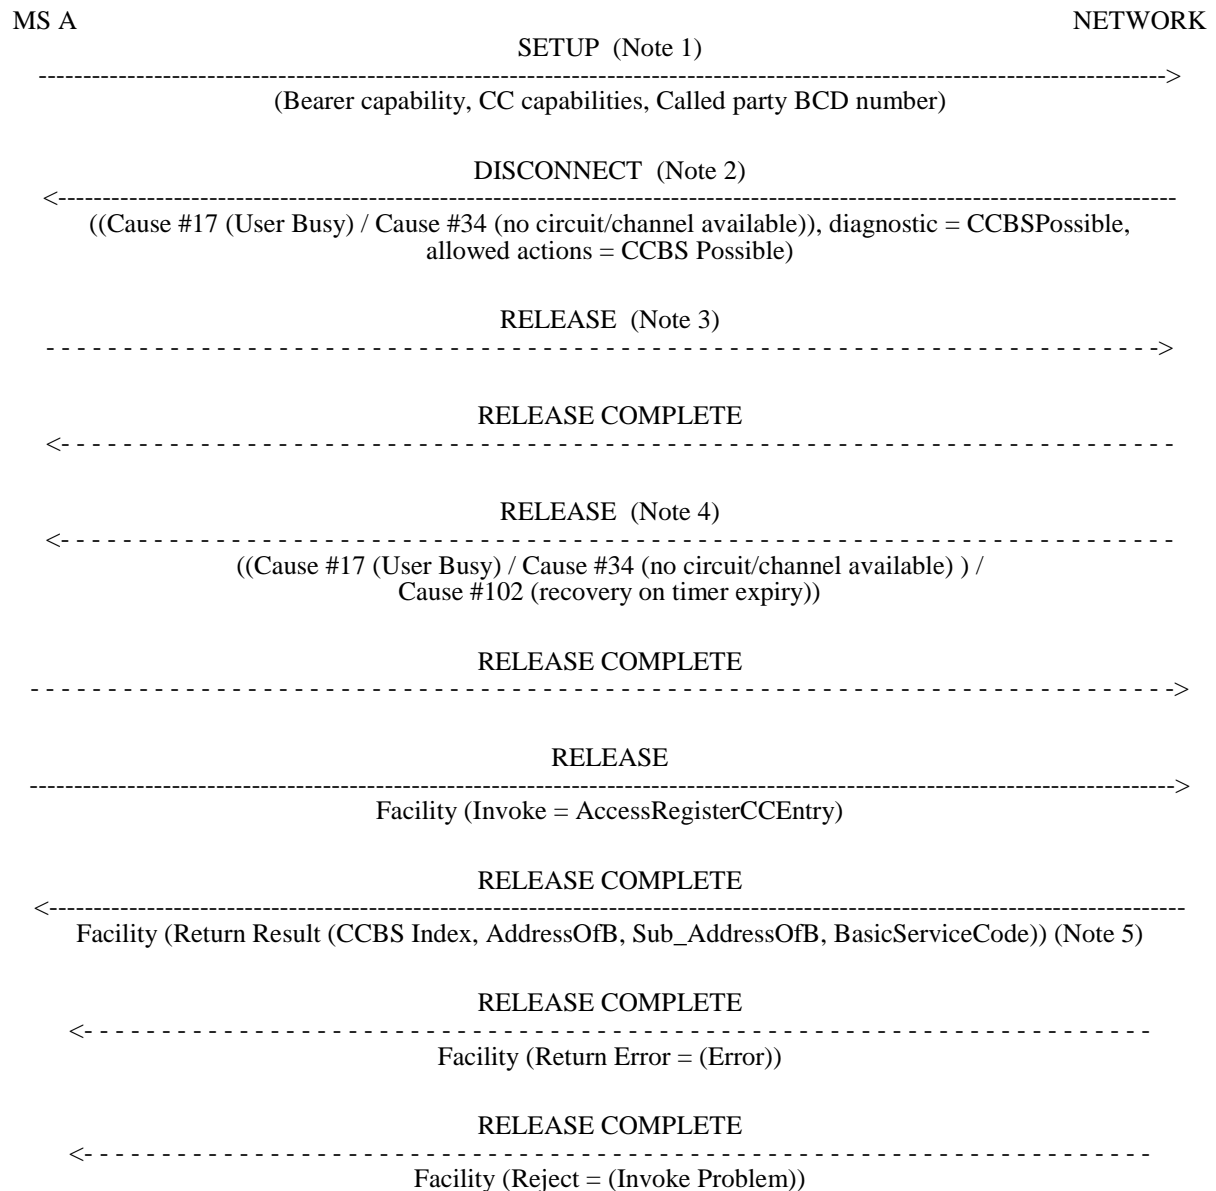 MS A NETWORK
SETUP (Note 1)
(Bearer capability, CC capabilities, Called party BCD number)
DISCONNECT (Note 2)
((Cause #17 (User Busy) / Cause #34 (no circuit/channel available)), diagnostic = CCBSPossible,
allowed actions = CCBS Possible)
RELEASE (Note 3)
RELEASE COMPLETE
RELEASE (Note 4)
((Cause #17 (User Busy) / Cause #34 (no circuit/channel available) ) /
Cause #102 (recovery on timer expiry))
RELEASE COMPLETE
RELEASE
Facility (Invoke = AccessRegisterCCEntry)
RELEASE COMPLETE
Facility (Return Result (CCBS Index, AddressOfB, Sub_AddressOfB, BasicServiceCode)) (Note 5)
RELEASE COMPLETE
Facility (Return Error = (Error))
RELEASE COMPLETE
Facility (Reject = (Invoke Problem))